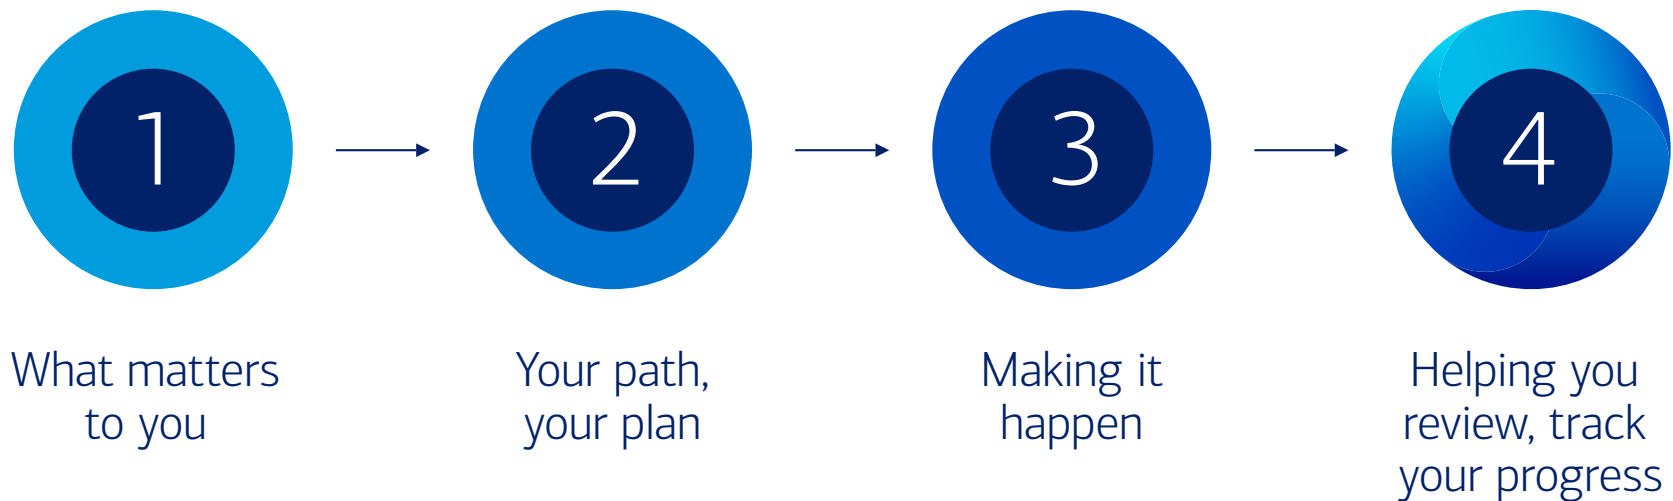 1
2
3
4
What matters
to you
Your path,
your plan
Making it
happen
Helping you
review, track
your progress